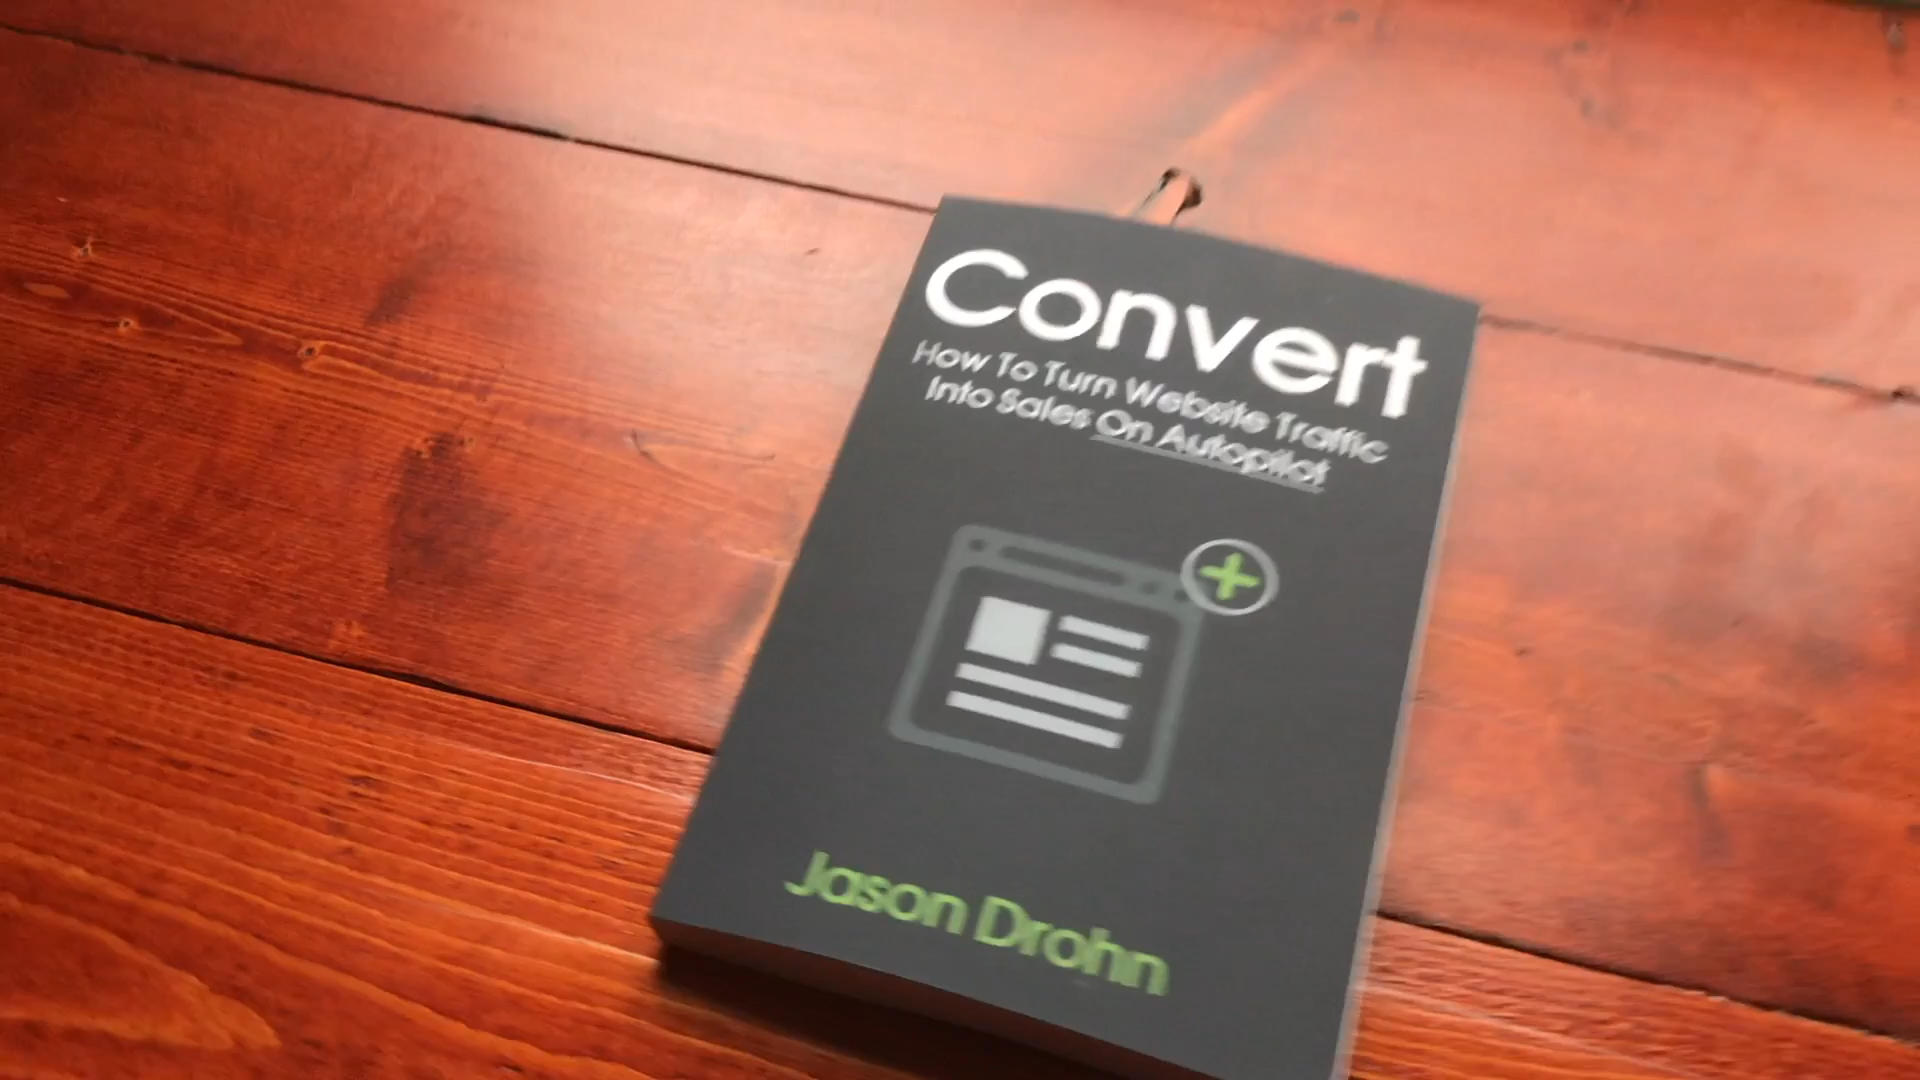 Convert
How To Turn Website Traffic
Into Sales On Autopilot
Jason Drohn